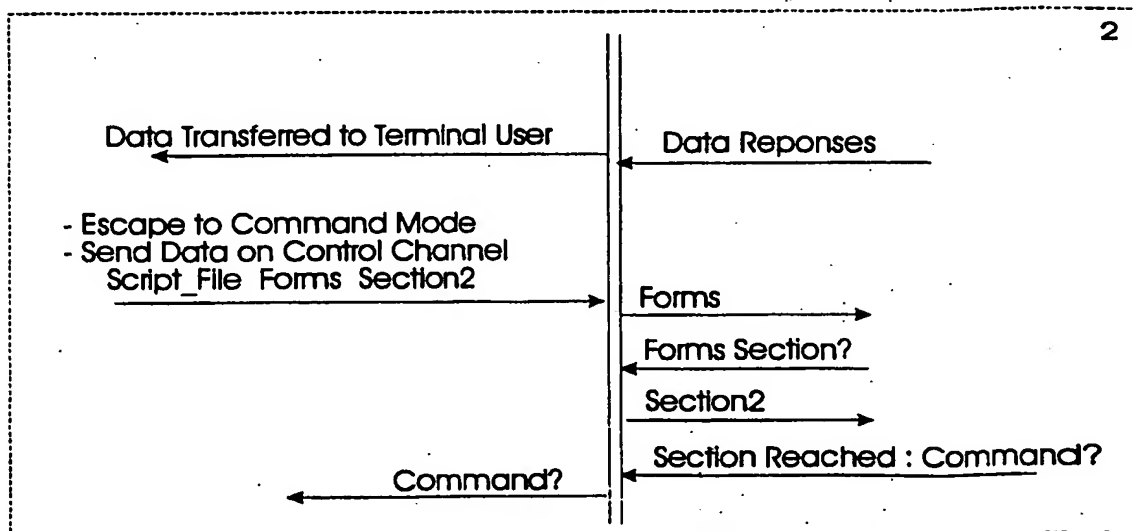 2
Data Transferred to Terminal User
Data Reponses
- Escape to Command Mode
- Send Data on Control Channel
Script_File Forms Section2
Forms
Forms Section?
Section2
Section Reached : Command?
Command?